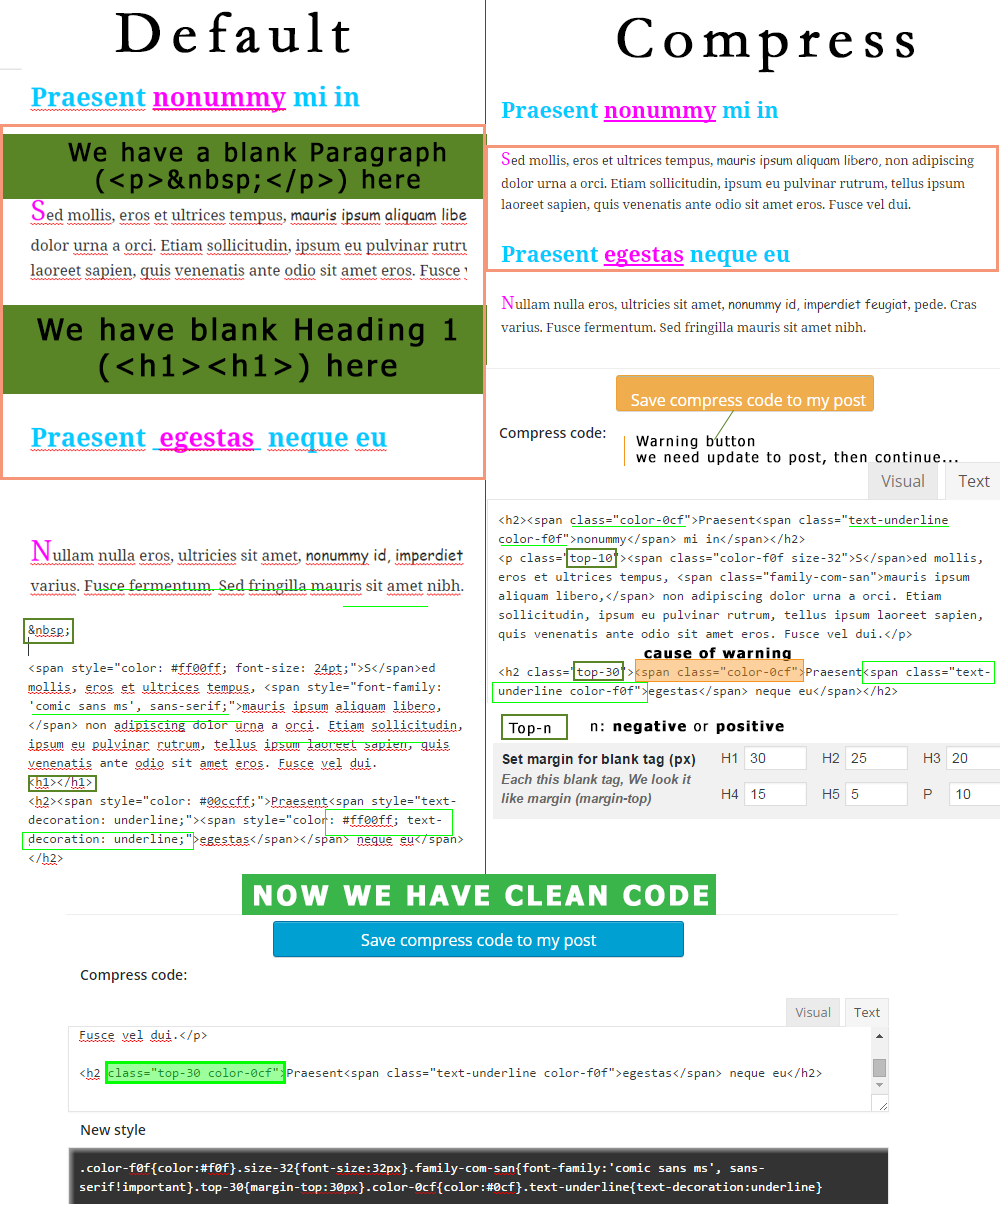 Default
Praesent nonummy mi in
We have a blank Paragraph
(<p>&nbsp;</p>) here
Sed mollis, eros et ultrices tempus, mauris ipsum aliquam libe
dolor urna a orci. Etiam sollicitudin, ipsum eu pulvinar rutru
laoreet sapien, quis venenatis ante odio sit amet eros. Fusce
We have blank Heading 1
(<h1><h1>) here
Praesent egestas neque eu
Nullam nulla eros, ultricies sit amet, nonummy id, imperdiet
varius. Fusce fermentum. Sed fringilla mauris sit amet nibh.
&nbsp;
<span style="color: #ff00ff; font-size: 24pt;">S</span>ed
mollis, eros et ultrices tempus, <span style="font-family:
'comic sans ms', sans-serif;">mauris ipsum aliquam libero,
</span> non adipiscing dolor urna a orci. Etiam sollicitudin,
ipsum eu pulvinar rutrum, tellus ipsum laoreet sapien, quis
venenatis ante odio sit amet eros. Fusce vel dui.
<h1></h1>
<h2><span style="color: #00ccff;">Praesent<span style="text-
decoration: underline;"><span style="color: #ff00ff; text-
decoration: underline;">egestas</span></span> neque eu</span>
</h2>
Compress
Praesent nonummy mi in
Sed mollis, eros et ultrices tempus, mauris ipsum aliquam libero, non adipiscing
dolor urna a orci. Etiam sollicitudin, ipsum eu pulvinar rutrum, tellus ipsum
laoreet sapien, quis venenatis ante odio sit amet eros. Fusce vel dui.
Praesent egestas neque eu
Nullam nulla eros, ultricies sit amet, nonummy id, imperdiet feugiat, pede. Cras
varius. Fusce fermentum. Sed fringilla mauris sit amet nibh.
Save compress code to my post
Compress code:
Warning button
we need update to post, then continue...
Visual Text
<h2><span class="color-0cf">Praesent<span class="text-underline
color-f0f">nonummy</span> mi in</span></h2>
<p class="top-10"><span class="color-f0f size-32">S</span>ed mollis,
eros et ultrices tempus, <span class="family-com-san">mauris ipsum
aliquam libero,</span> non adipiscing dolor urna a orci. Etiam
sollicitudin, ipsum eu pulvinar rutrum, tellus ipsum laoreet sapien,
quis venenatis ante odio sit amet eros. Fusce vel dui.</p>
cause of warning
<h2 class="top-30"><span class="color-0cf">Praesent<span class="text-
underline color-f0f">egestas</span> neque eu</span></h2>
Top-n n: negative or positive
Set margin for blank tag (px) H1 30 H2 25 H3 20
Each this blank tag, We look it
like margin (margin-top) H4 15 H5 5 P 10
NOW WE HAVE CLEAN CODE
Save compress code to my post
Compress code:
Visual Text
Fusce vel dui.</p>
<h2 class="top-30 color-0cf">Praesent<span class="text-underline color-f0f">egestas</span> neque eu</h2>
New style
.color-f0f{color:#f0f}.size-32{font-size:32px}.family-com-san{font-family:'comic sans ms', sans-
serif!important}.top-30{margin-top:30px}.color-0cf{color:#0cf}.text-underline{text-decoration:underline}